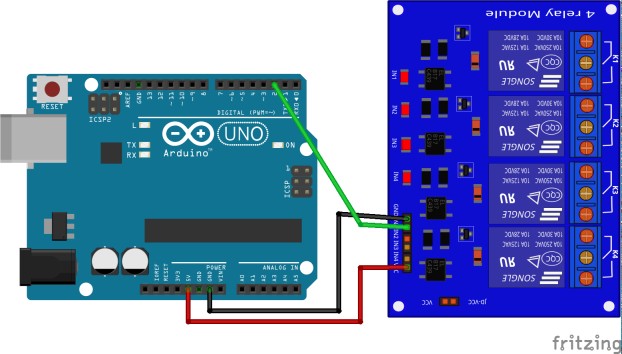 4 relay Module
RESET
ICSP2
AREF
GND
13
12
~11
~10
~9
8
7
~6
~5
4
~3
2
DIGITAL (PWM=~)
L
TX
RX
Arduino
UNO
ON
ICSP
1
IOREF
RESET
3V3
5V
GND
GND
VIN
POWER
ANALOG IN
A0
A1
A2
A3
A4
A5
IN1
IN2
IN3
IN4
GND
IN2
IN3
IN4
VCC
JD-VCC
10A 250VAC 10A 125VAC
10A 30VDC 10A 28VDC
SONGLE
CQC
K1
10A 250VAC 10A 125VAC
10A 30VDC 10A 28VDC
SONGLE
CQC
K2
10A 250VAC 10A 125VAC
10A 30VDC 10A 28VDC
SONGLE
CQC
K3
10A 250VAC 10A 125VAC
10A 30VDC 10A 28VDC
SONGLE
CQC
K4
fritzing